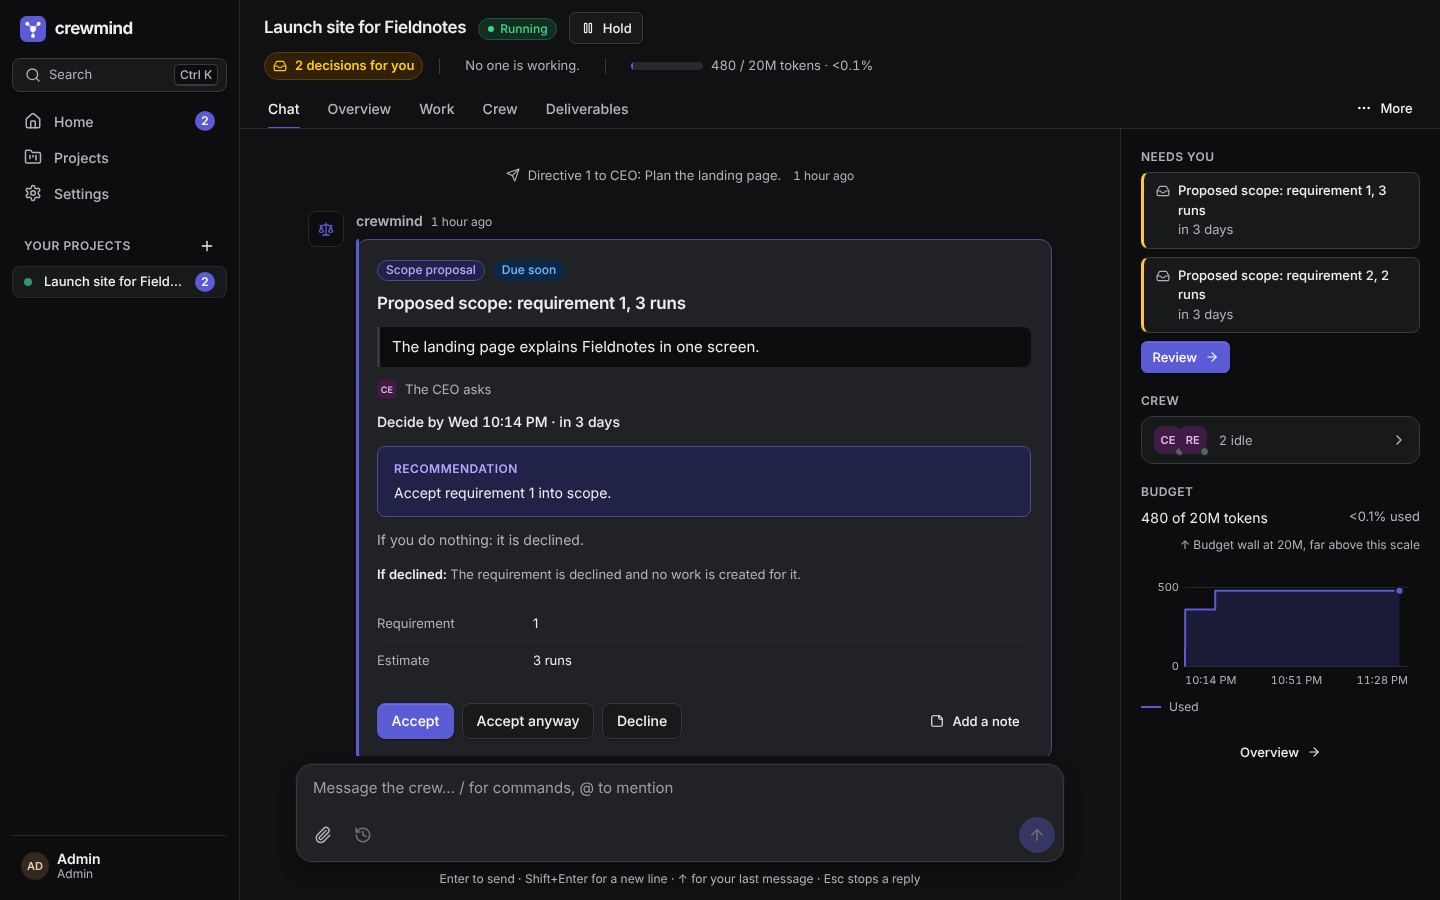 crewmind
Search
Ctrl K
Home
2
Projects
Settings
YOUR PROJECTS
Launch site for Field...
2
AD
Admin
Admin
Launch site for Fieldnotes
Running
Hold
2 decisions for you
No one is working.
480 / 20M tokens · <0.1%
Chat
Overview
Work
Crew
Deliverables
More
Directive 1 to CEO: Plan the landing page. 1 hour ago
crewmind 1 hour ago
Scope proposal
Due soon
Proposed scope: requirement 1, 3 runs
The landing page explains Fieldnotes in one screen.
CE
The CEO asks
Decide by Wed 10:14 PM · in 3 days
RECOMMENDATION
Accept requirement 1 into scope.
If you do nothing: it is declined.
If declined: The requirement is declined and no work is created for it.
Requirement 1
Estimate 3 runs
Accept
Accept anyway
Decline
Add a note
Message the crew... / for commands, @ to mention
Enter to send · Shift+Enter for a new line · ↑ for your last message · Esc stops a reply
NEEDS YOU
Proposed scope: requirement 1, 3
runs
in 3 days
Proposed scope: requirement 2, 2
runs
in 3 days
Review
CREW
CE
RE
2 idle
BUDGET
480 of 20M tokens
<0.1% used
↑ Budget wall at 20M, far above this scale
500
0
10:14 PM
10:51 PM
11:28 PM
Used
Overview